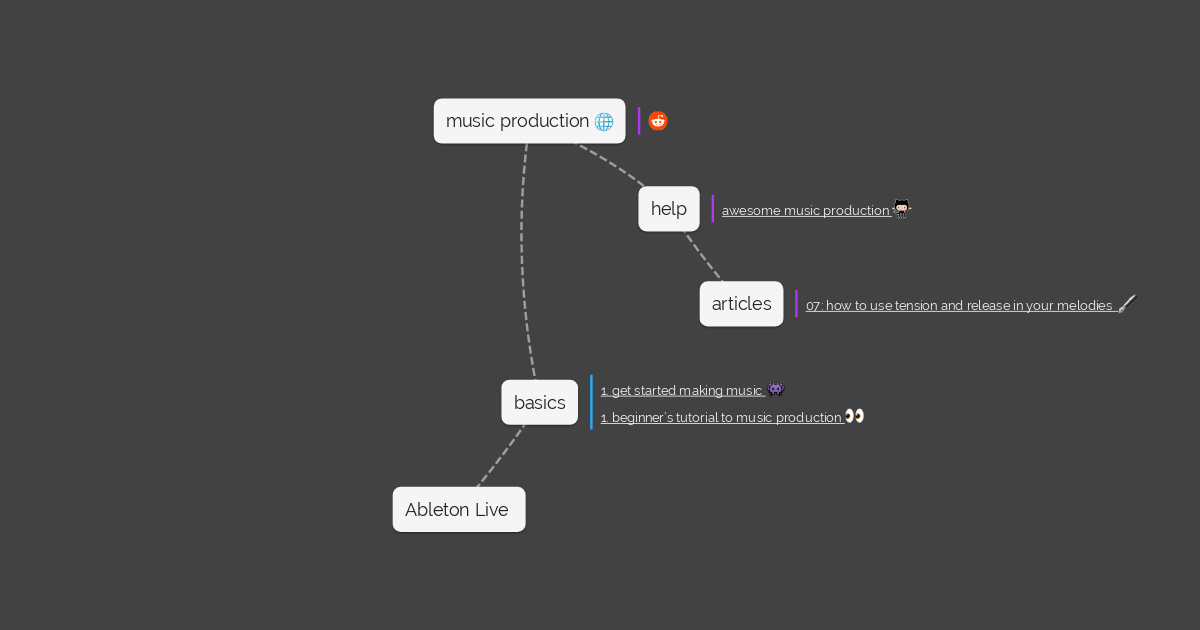 music production
help
awesome music production
articles
07: how to use tension and release in your melodies
basics
1. get started making music
1. beginner's tutorial to music production
Ableton Live